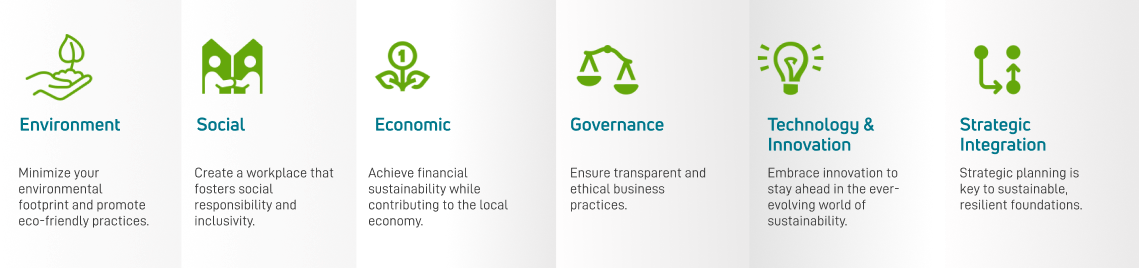 1
Environment
Minimize your
environmental
footprint and promote
eco-friendly practices.
Social
Create a workplace that
fosters social
responsibility and
inclusivity.
Economic
Achieve financial
sustainability while
contributing to the local
economy.
Governance
Ensure transparent and
ethical business
practices.
Technology &
Innovation
Embrace innovation to
stay ahead in the ever-
evolving world of
sustainability.
Strategic
Integration
Strategic planning is
key to sustainable,
resilient foundations.